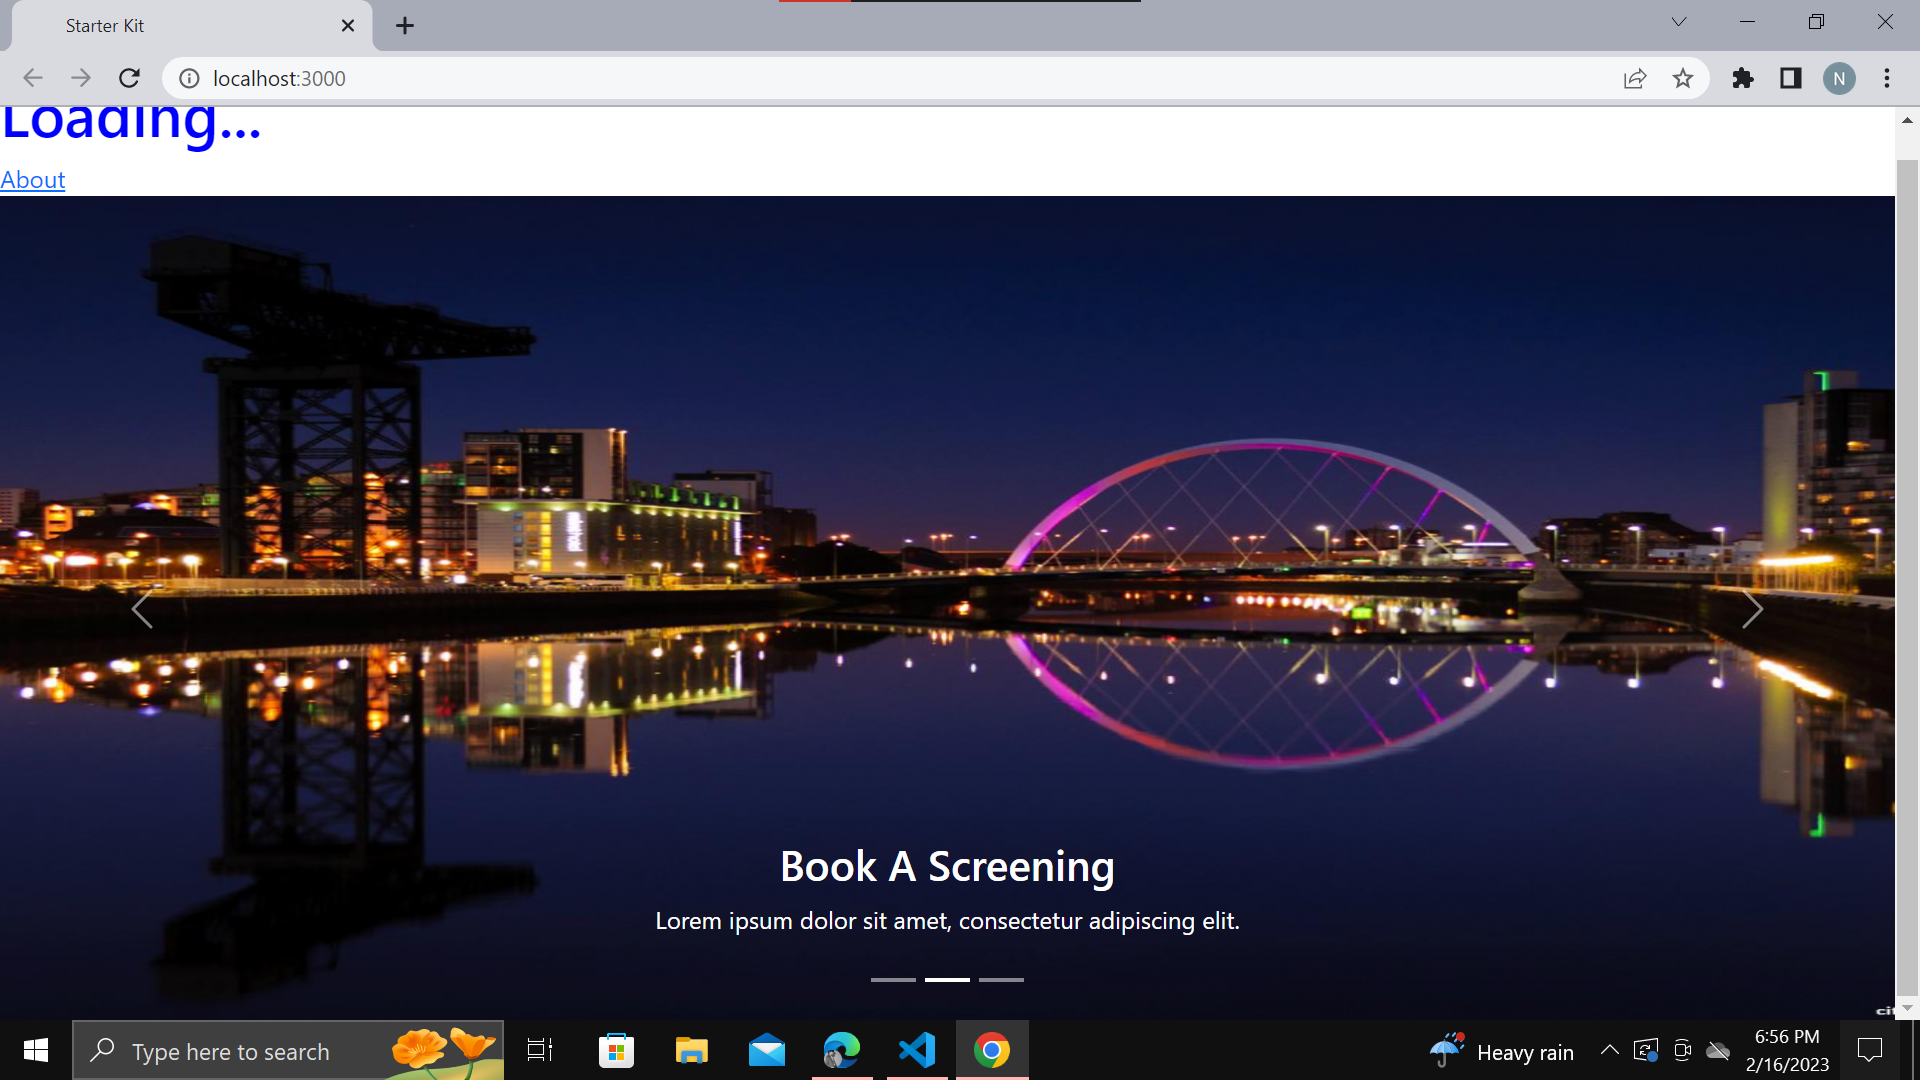 Starter Kit
localhost:3000
N
Loading...
About
Book A Screening
Lorem ipsum dolor sit amet, consectetur adipiscing elit.
Type here to search
Heavy rain
6:56 PM
2/16/2023